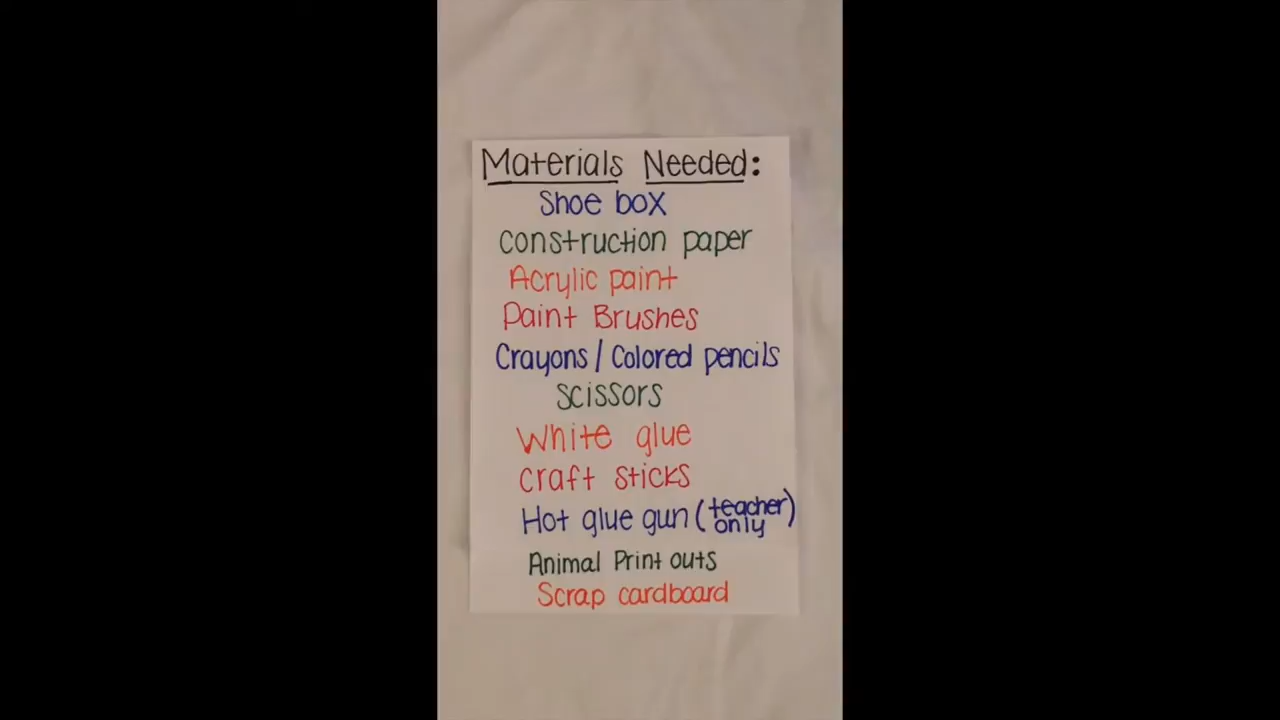 Materials Needed:
Shoe box
Construction paper
Acrylic paint
Paint Brushes
Crayons / Colored pencils
Scissors
White glue
Craft sticks
Hot glue gun (teacher only)
Animal Print outs
Scrap cardboard